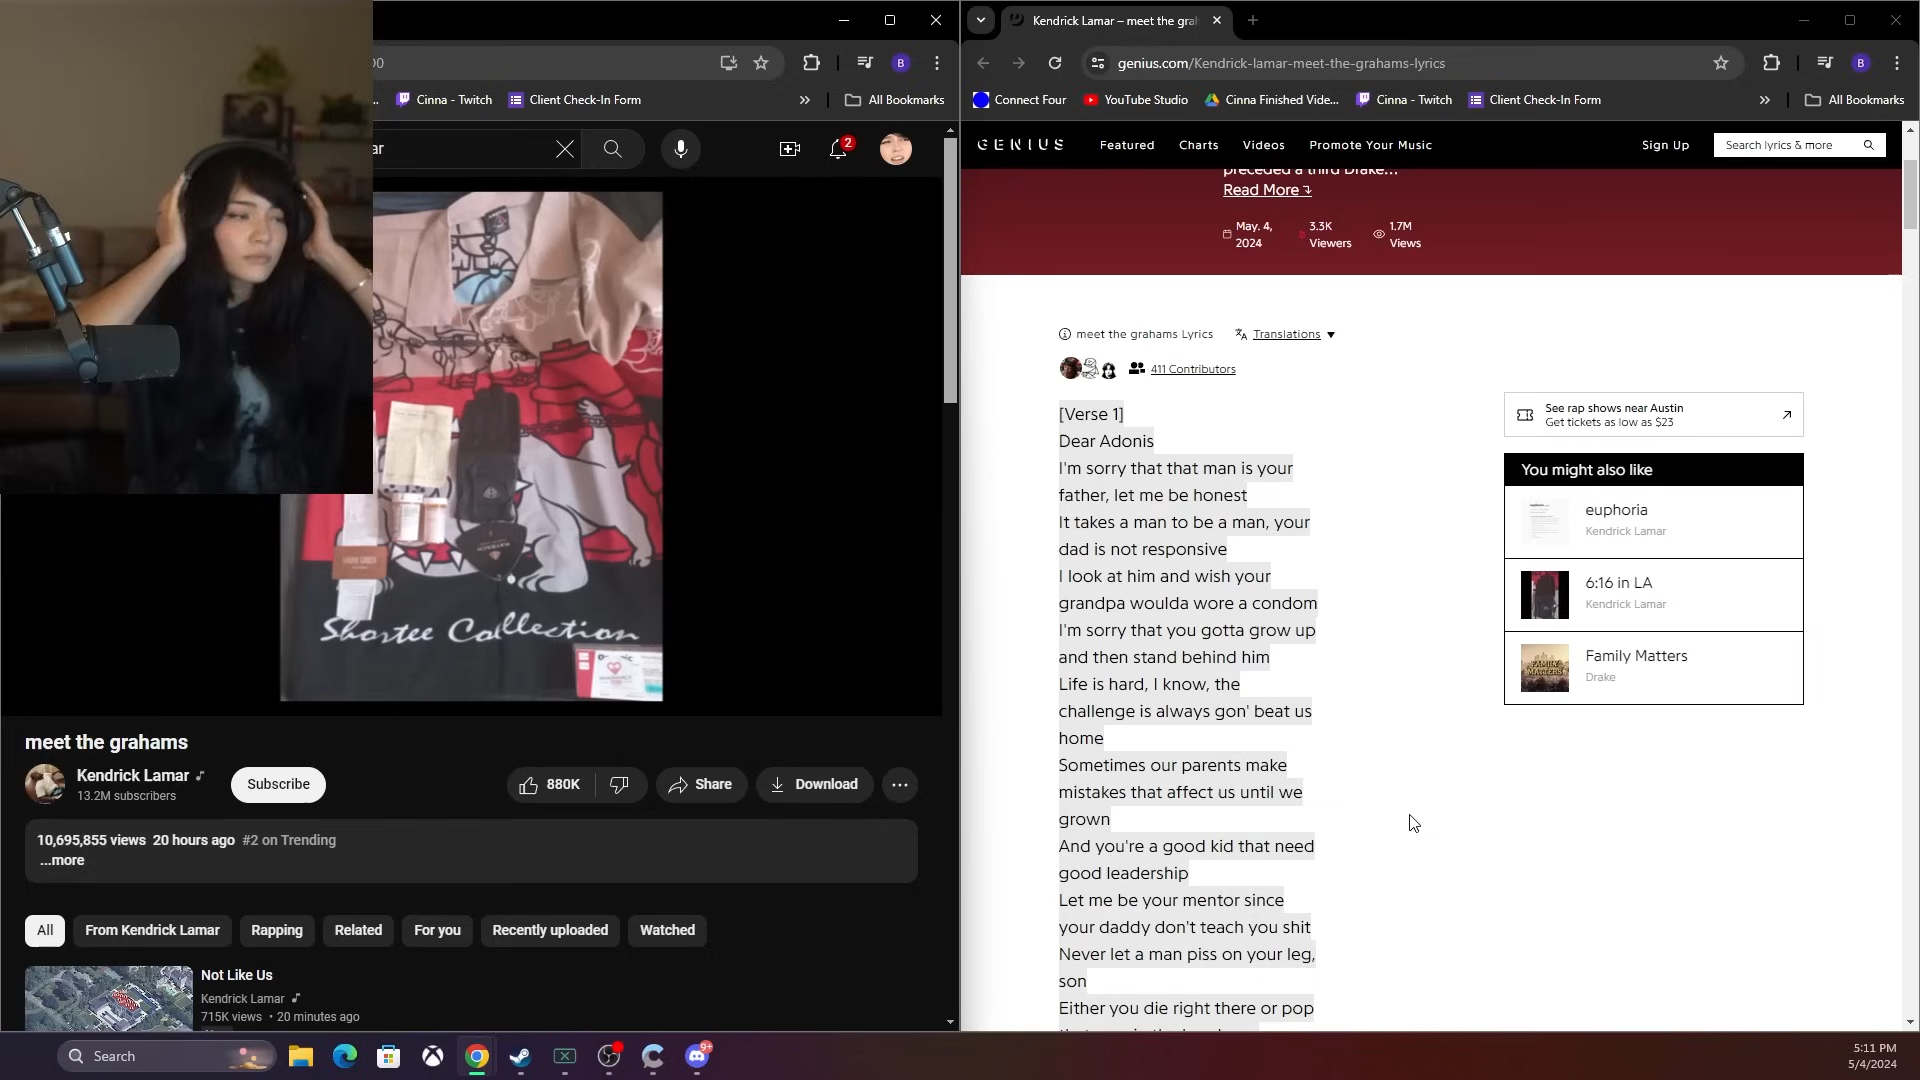 Cinna - Twitch
Client Check-In Form
»
All Bookmarks
ar
2
B
Shortee Collection
meet the grahams
Kendrick Lamar
13.2M subscribers
Subscribe
880K
Share
Download
10,695,855 views 20 hours ago #2 on Trending
...more
All
From Kendrick Lamar
Rapping
Related
For you
Recently uploaded
Watched
Not Like Us
Kendrick Lamar
715K views • 20 minutes ago
Kendrick Lamar – meet the gra
genius.com/Kendrick-lamar-meet-the-grahams-lyrics
B
Connect Four
YouTube Studio
Cinna Finished Vide...
Cinna - Twitch
Client Check-In Form
»
All Bookmarks
GENIUS
Featured
Charts
Videos
Promote Your Music
Sign Up
Search lyrics & more
preceded a third Drake...
Read More
May. 4,
2024
3.3K
Viewers
1.7M
Views
meet the grahams Lyrics
Translations
411 Contributors
[Verse 1]
Dear Adonis
I'm sorry that that man is your
father, let me be honest
It takes a man to be a man, your
dad is not responsive
I look at him and wish your
grandpa woulda wore a condom
I'm sorry that you gotta grow up
and then stand behind him
Life is hard, I know, the
challenge is always gon' beat us
home
Sometimes our parents make
mistakes that affect us until we
grown
And you're a good kid that need
good leadership
Let me be your mentor since
your daddy don't teach you shit
Never let a man piss on your leg,
son
Either you die right there or pop
See rap shows near Austin
Get tickets as low as $23
You might also like
euphoria
Kendrick Lamar
6:16 in LA
Kendrick Lamar
FAMILY
MATTERS
Family Matters
Drake
Search
9+
5:11 PM
5/4/2024